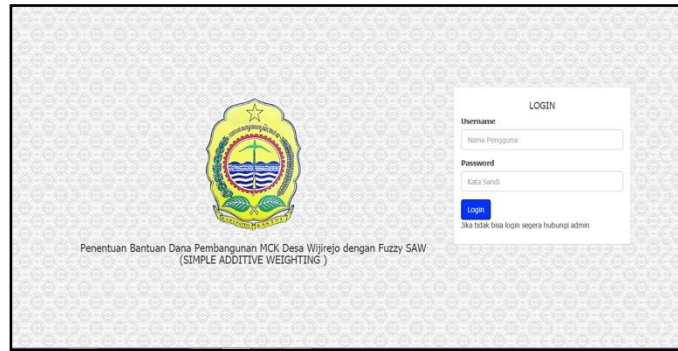 Penentuan Bantuan Dana Pembangunan MCK Desa Wijirejo dengan Fuzzy SAW
(SIMPLE ADDITIVE WEIGHTING )
LOGIN
Username
Nama Pengguna
Password
Kata Sandi
Login
Jika tidak bisa login segera hubungi admin